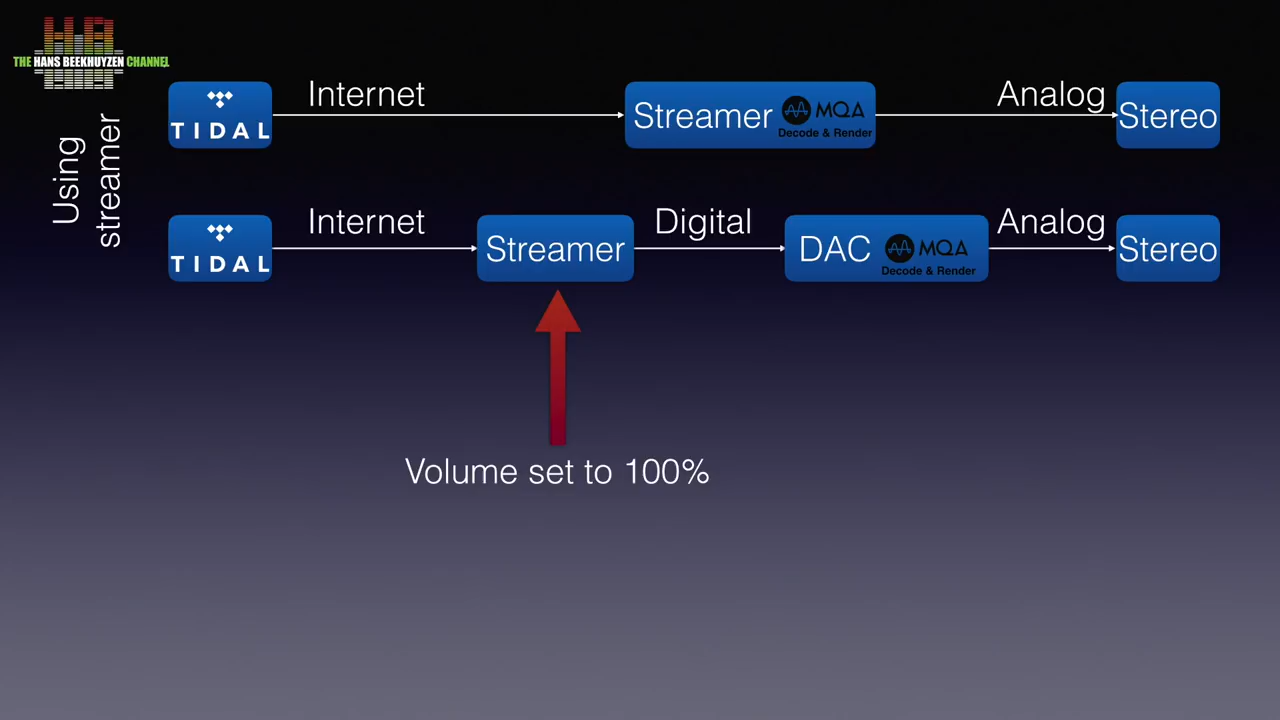 THE HANS BEEKHUYZEN CHANNEL
Using
streamer
TIDAL
Internet
Streamer
MQA
Decode & Render
Analog
Stereo
TIDAL
Internet
Streamer
Digital
DAC
MQA
Decode & Render
Analog
Stereo
Volume set to 100%